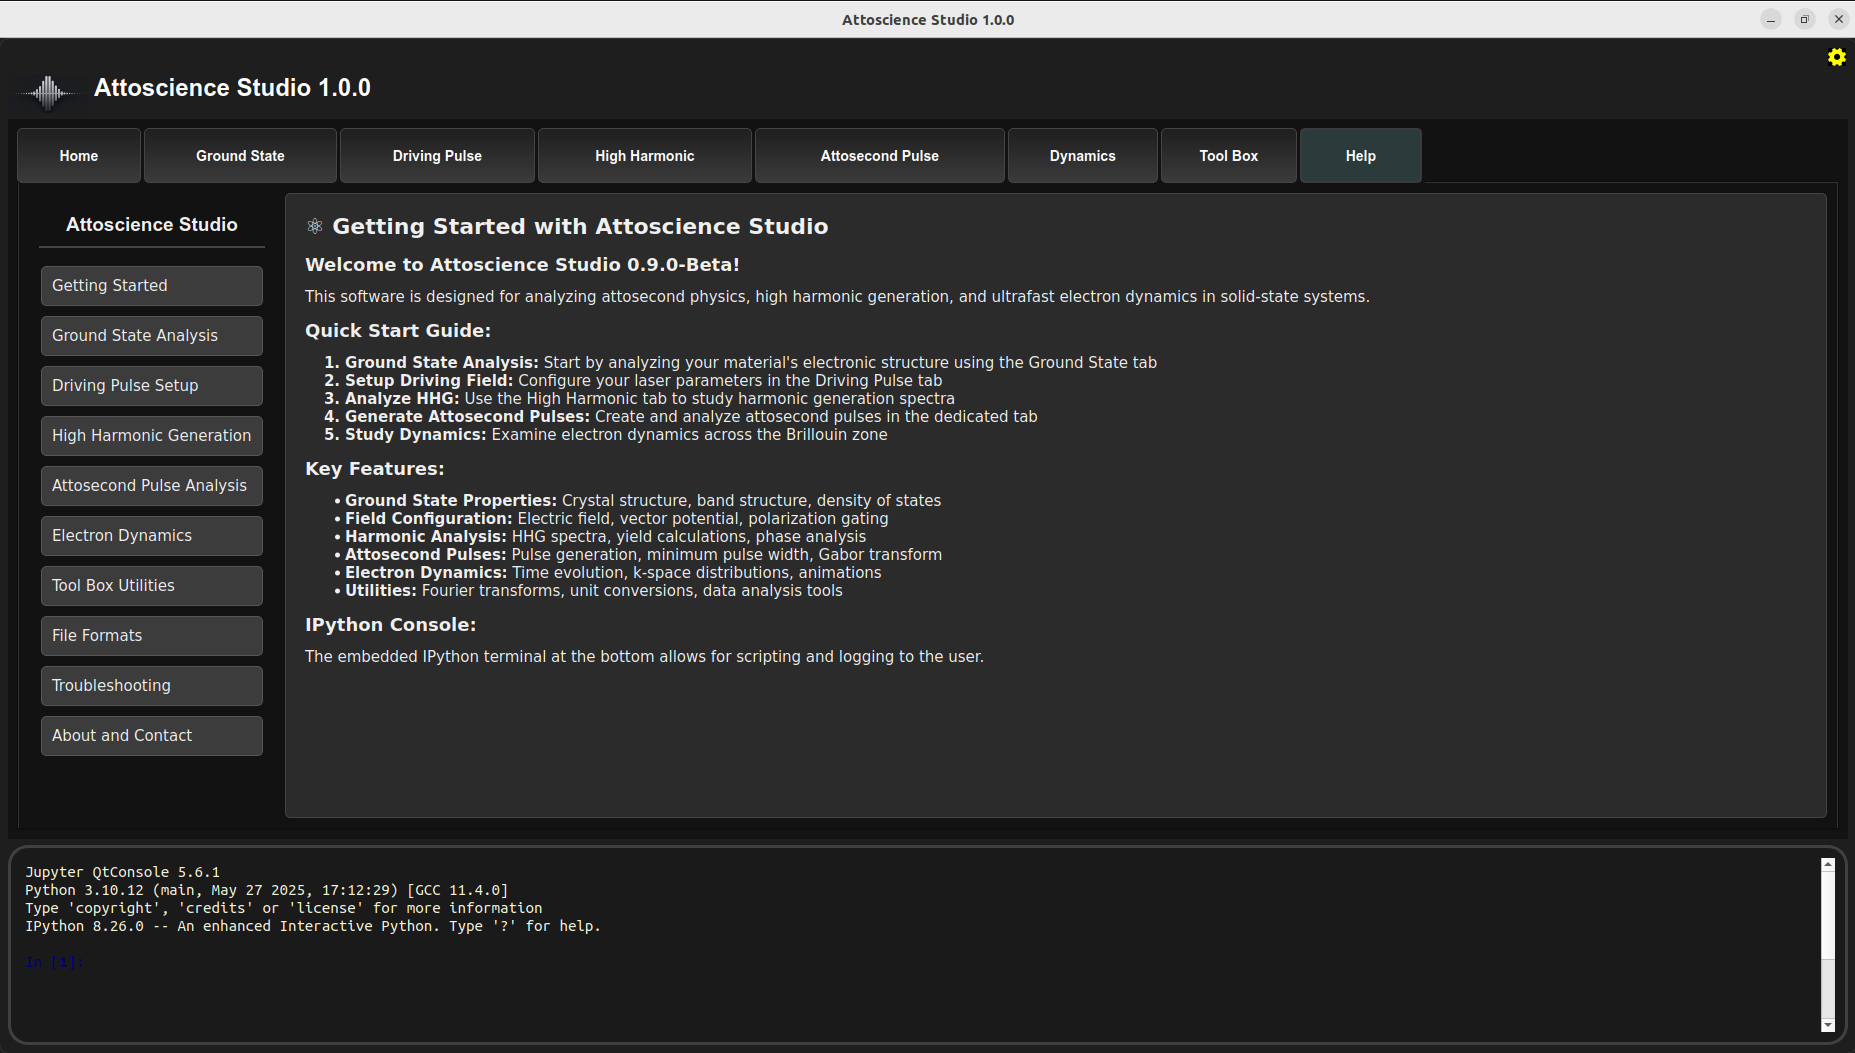 Attoscience Studio 1.0.0
Attoscience Studio 1.0.0
Home
Ground State
Driving Pulse
High Harmonic
Attosecond Pulse
Dynamics
Tool Box
Help
Attoscience Studio
Getting Started
Ground State Analysis
Driving Pulse Setup
High Harmonic Generation
Attosecond Pulse Analysis
Electron Dynamics
Tool Box Utilities
File Formats
Troubleshooting
About and Contact
⚛ Getting Started with Attoscience Studio
Welcome to Attoscience Studio 0.9.0-Beta!
This software is designed for analyzing attosecond physics, high harmonic generation, and ultrafast electron dynamics in solid-state systems.
Quick Start Guide:
1. Ground State Analysis: Start by analyzing your material's electronic structure using the Ground State tab
2. Setup Driving Field: Configure your laser parameters in the Driving Pulse tab
3. Analyze HHG: Use the High Harmonic tab to study harmonic generation spectra
4. Generate Attosecond Pulses: Create and analyze attosecond pulses in the dedicated tab
5. Study Dynamics: Examine electron dynamics across the Brillouin zone
Key Features:
• Ground State Properties: Crystal structure, band structure, density of states
• Field Configuration: Electric field, vector potential, polarization gating
• Harmonic Analysis: HHG spectra, yield calculations, phase analysis
• Attosecond Pulses: Pulse generation, minimum pulse width, Gabor transform
• Electron Dynamics: Time evolution, k-space distributions, animations
• Utilities: Fourier transforms, unit conversions, data analysis tools
IPython Console:
The embedded IPython terminal at the bottom allows for scripting and logging to the user.
Jupyter QtConsole 5.6.1
Python 3.10.12 (main, May 27 2025, 17:12:29) [GCC 11.4.0]
Type 'copyright', 'credits' or 'license' for more information
IPython 8.26.0 -- An enhanced Interactive Python. Type '?' for help.
In [1]: